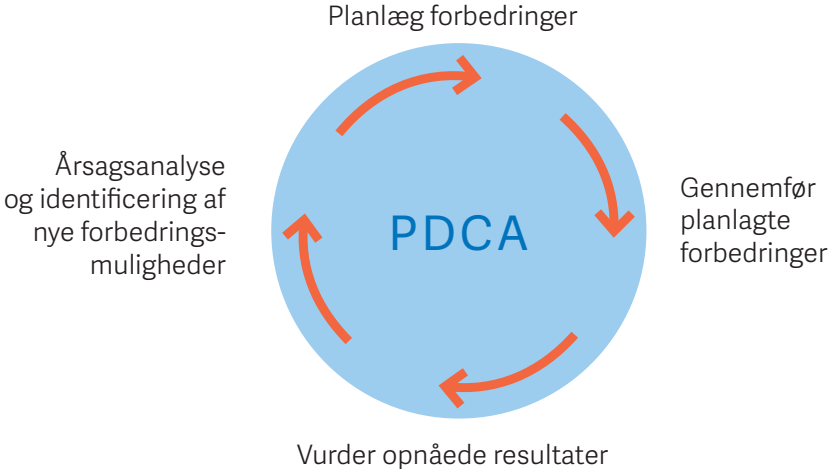 Planlæg forbedringer
Årsagsanalyse
og identificering af
nye forbedrings-
muligheder
PDCA
Gennemfør
planlagte
forbedringer
Vurder opnåede resultater